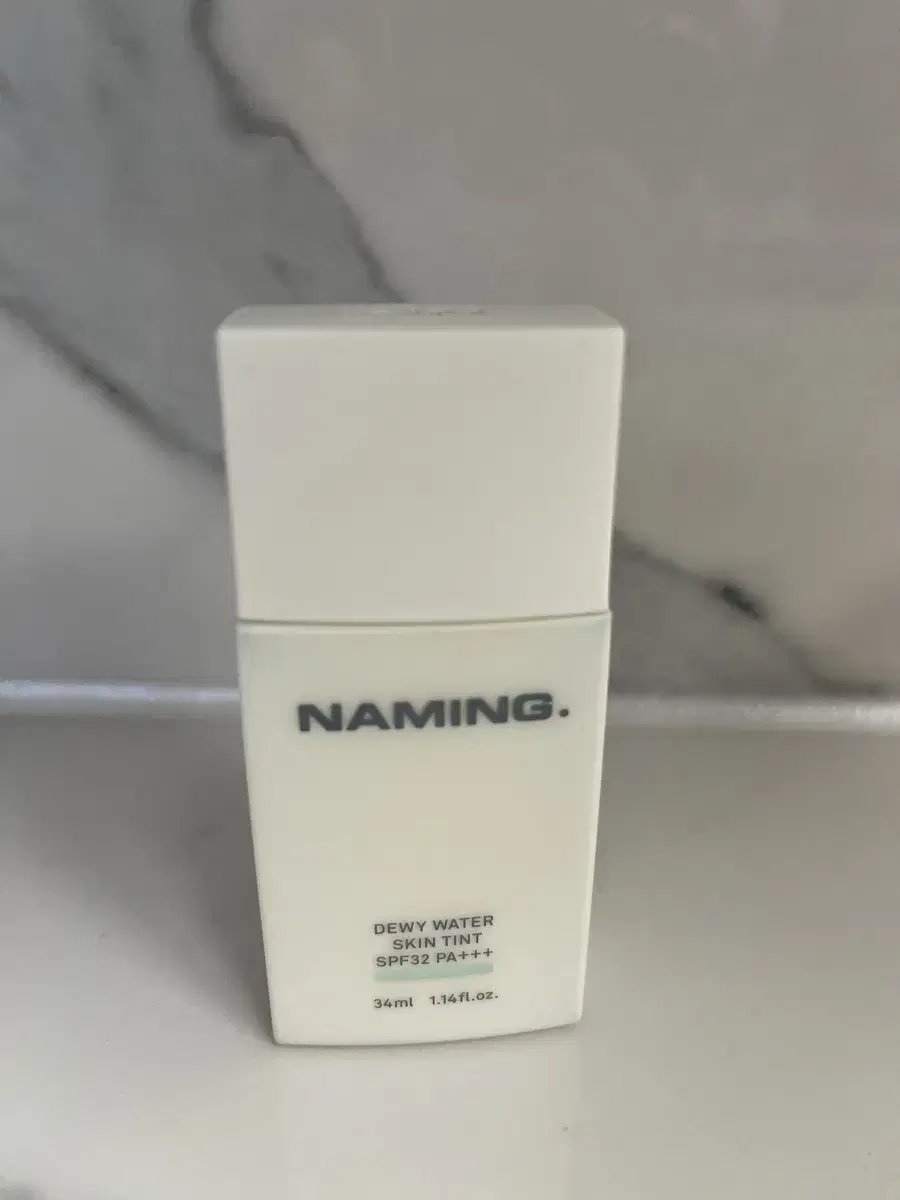 NAMING.
DEWY WATER
SKIN TINT
SPF32 PA+++
34ml 1.14fl.oz.